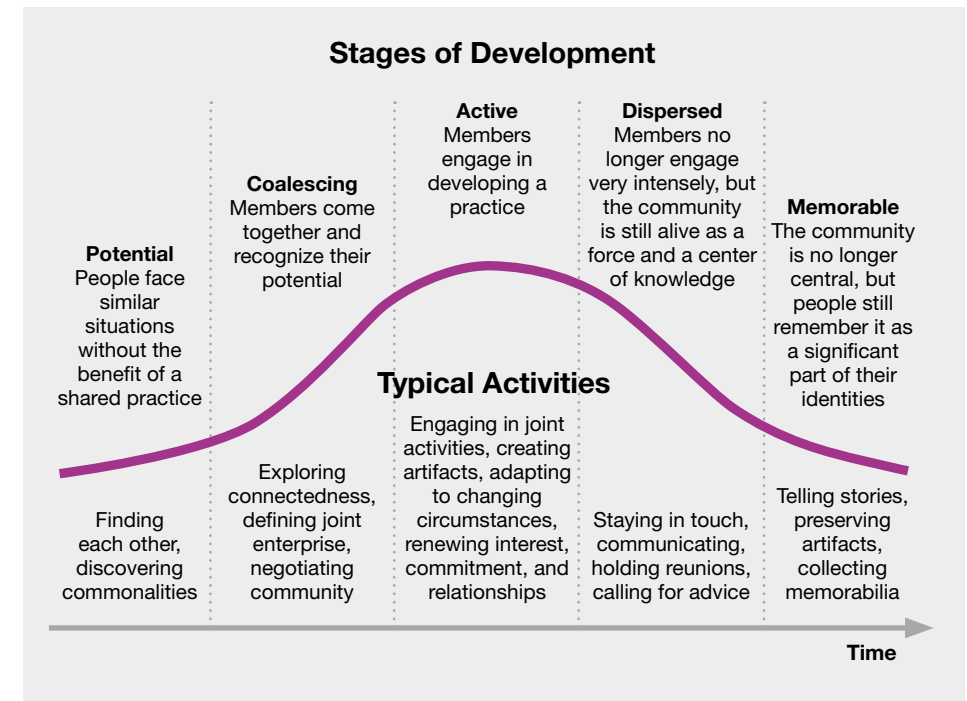 Stages of Development
Potential
People face
similar
situations
without the
benefit of a
shared practice
Coalescing
Members come
together and
recognize their
potential
Active
Members
engage in
developing a
practice
Dispersed
Members no
longer engage
very intensely, but
the community
is still alive as a
force and a center
of knowledge
Memorable
The community
is no longer
central, but
people still
remember it as
a significant
part of their
identities
Typical Activities
Finding
each other,
discovering
commonalities
Exploring
connectedness,
defining joint
enterprise,
negotiating
community
Engaging in joint
activities, creating
artifacts, adapting
to changing
circumstances,
renewing interest,
commitment, and
relationships
Staying in touch,
communicating,
holding reunions,
calling for advice
Telling stories,
preserving
artifacts,
collecting
memorabilia
Time